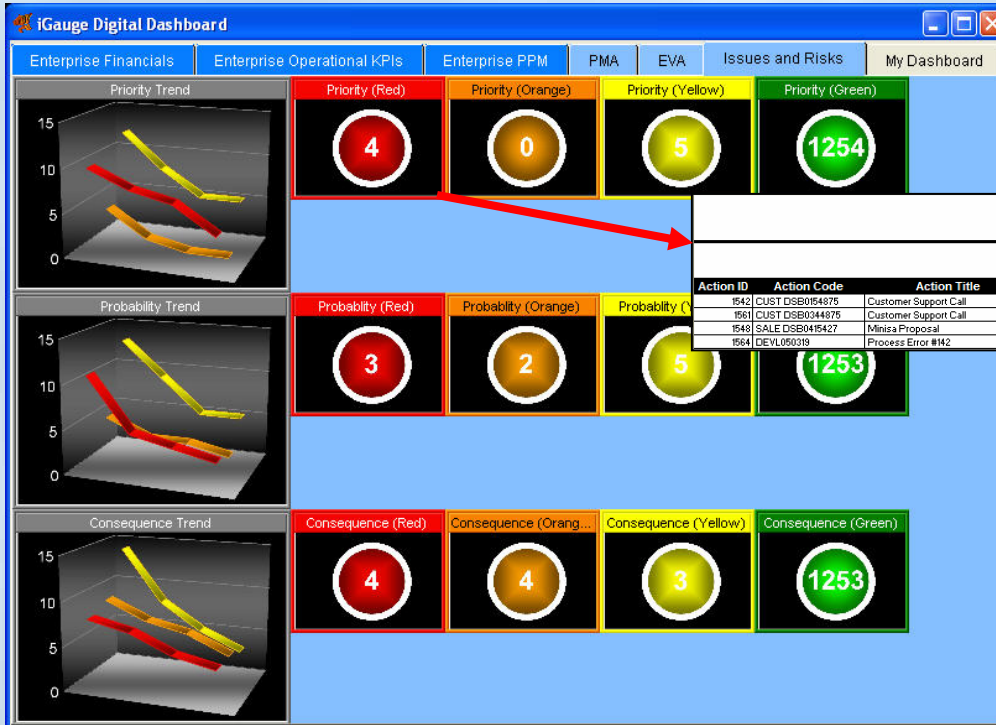 iGauge Digital Dashboard
Enterprise Financials Enterprise Operational KPIs Enterprise PPM PMA EVA Issues and Risks My Dashboard
Priority Trend Priority (Red) Priority (Orange) Priority (Yellow) Priority (Green)
15
10
5
0
4 0 5 1254
Action ID Action Code Action Title
1542 CUST DSB0154875 Customer Support Call
1561 CUST DSB0344875 Customer Support Call
1548 SALE DSB0415427 Minisa Proposal
1564 DEVL050319 Process Error #142
Probability Trend Probablity (Red) Probablity (Orange) Probablity (Y
15
10
5
0
3 2 5 1253
Consequence Trend Consequence (Red) Consequence (Orang... Consequence (Yellow) Consequence (Green)
15
10
5
0
4 4 3 1253